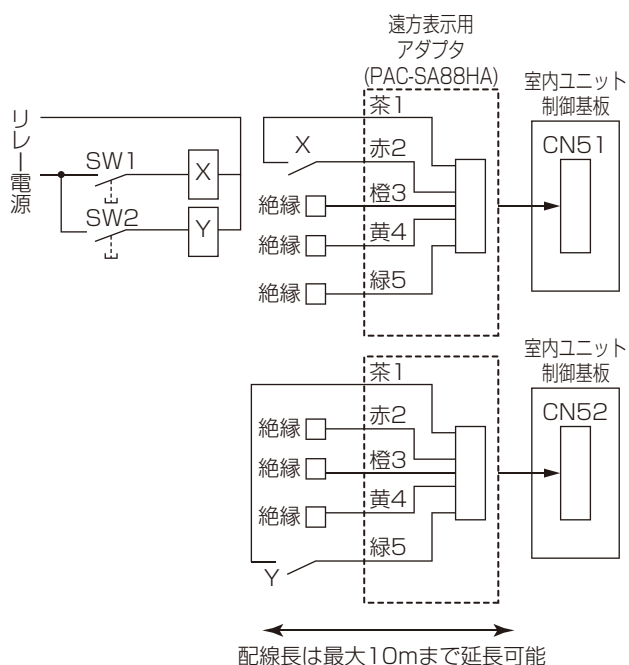 遠方表示用
アダプタ
(PAC-SA88HA)
室内ユニット
制御基板
リレー電源
SW1
X
SW2
Y
X
茶1
赤2
絶縁
橙3
絶縁
黄4
絶縁
緑5
CN51
室内ユニット
制御基板
茶1
絶縁
赤2
絶縁
橙3
絶縁
黄4
Y
緑5
CN52
配線長は最大10mまで延長可能